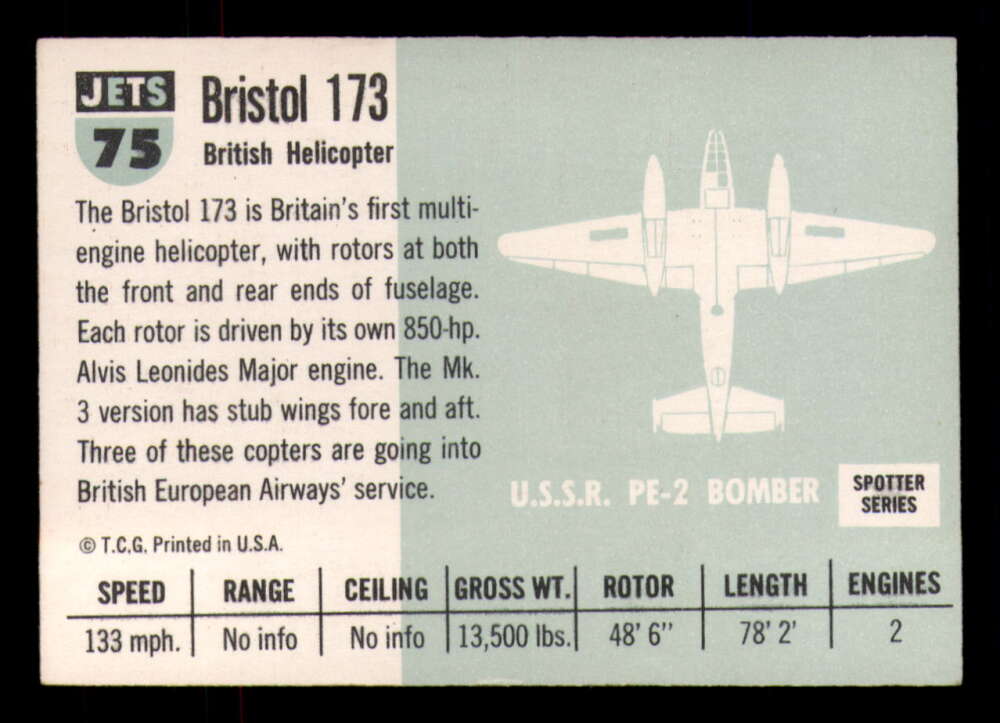 JETS
75
Bristol 173
British Helicopter
The Bristol 173 is Britain's first multi-
engine helicopter, with rotors at both
the front and rear ends of fuselage.
Each rotor is driven by its own 850-hp.
Alvis Leonides Major engine. The Mk.
3 version has stub wings fore and aft.
Three of these copters are going into
British European Airways' service.
© T.C.G. Printed in U.S.A.
U.S.S.R. PE-2 BOMBER
SPOTTER
SERIES
SPEED RANGE CEILING GROSS WT. ROTOR LENGTH ENGINES
133 mph. No info No info 13,500 lbs. 48' 6" 78' 2' 2